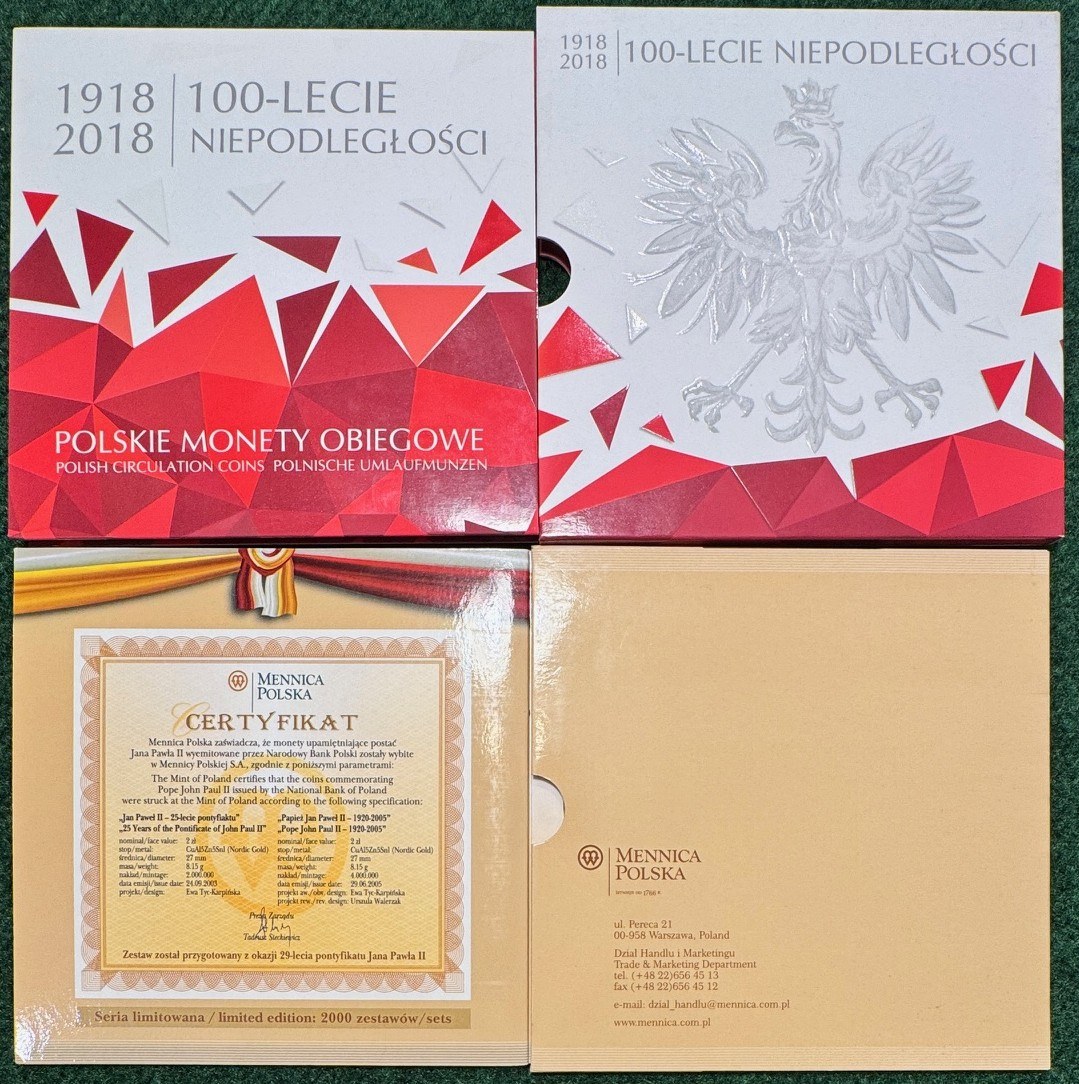 1918
2018
100-LECIE
NIEPODLEGŁOŚCI
POLSKIE MONETY OBIEGOWE
POLISH CIRCULATION COINS POLNISCHE UMLAUFMUNZEN
1918
2018
100-LECIE NIEPODLEGŁOŚCI
MENNICA
POLSKA
CERTYFIKAT
Mennica Polska zaświadcza, że monety upamiętniające postać
Jana Pawła II wyemitowane przez Narodowy Bank Polski zostały wybite
w Mennicy Polskiej S.A., zgodnie z poniższymi parametrami:
The Mint of Poland certifies that the coins commemorating
Pope John Paul II issued by the National Bank of Poland
were struck at the Mint of Poland according to the following specification:
„Jan Paweł II – 25-lecie pontyfiaktu”
„25 Years of the Pontificate of John Paul II”
nominał/face value: 2 zł
stop/metal: CuAl5Zn5Sn1 (Nordic Gold)
średnica/diameter: 27 mm
masa/weight: 8.15 g
nakład/mintage: 2.000.000
data emisji/issue date: 24.09.2003
projekt/design: Ewa Tyc-Karpińska
„Papież Jan Paweł II – 1920-2005”
„Pope John Paul II – 1920-2005”
nominał/face value: 2 zł
stop/metal: CuAl5Zn5Sn1 (Nordic Gold)
średnica/diameter: 27 mm
masa/weight: 8.15 g
nakład/mintage: 4.000.000
data emisji/issue date: 29.06.2005
projekt aw./obv. design: Ewa Tyc-Karpińska
projekt rew./rev. design: Urszula Walerzak
Prezes Zarządu
Tadeusz Steckiewicz
Zestaw został przygotowany z okazji 29-lecia pontyfikatu Jana Pawła II
Seria limitowana / limited edition: 2000 zestawów/sets
MENNICA
POLSKA
1766 R.
ul. Pereca 21
00-958 Warszawa, Poland
Dział Handlu i Marketingu
Trade & Marketing Department
tel. (+48 22)656 45 13
fax (+48 22)656 45 12
e-mail: dzial_handlu@mennica.com.pl
www.mennica.com.pl